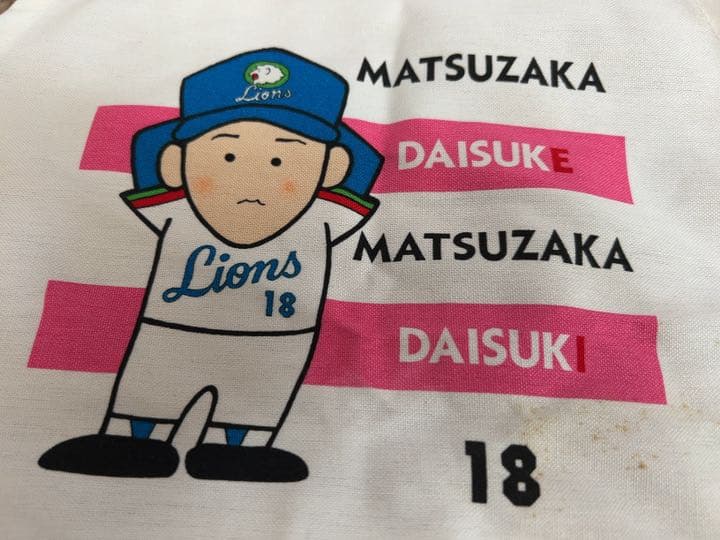 Lions
MATSUZAKA
DAISUKE
Lions
18
MATSUZAKA
DAISUKI
18